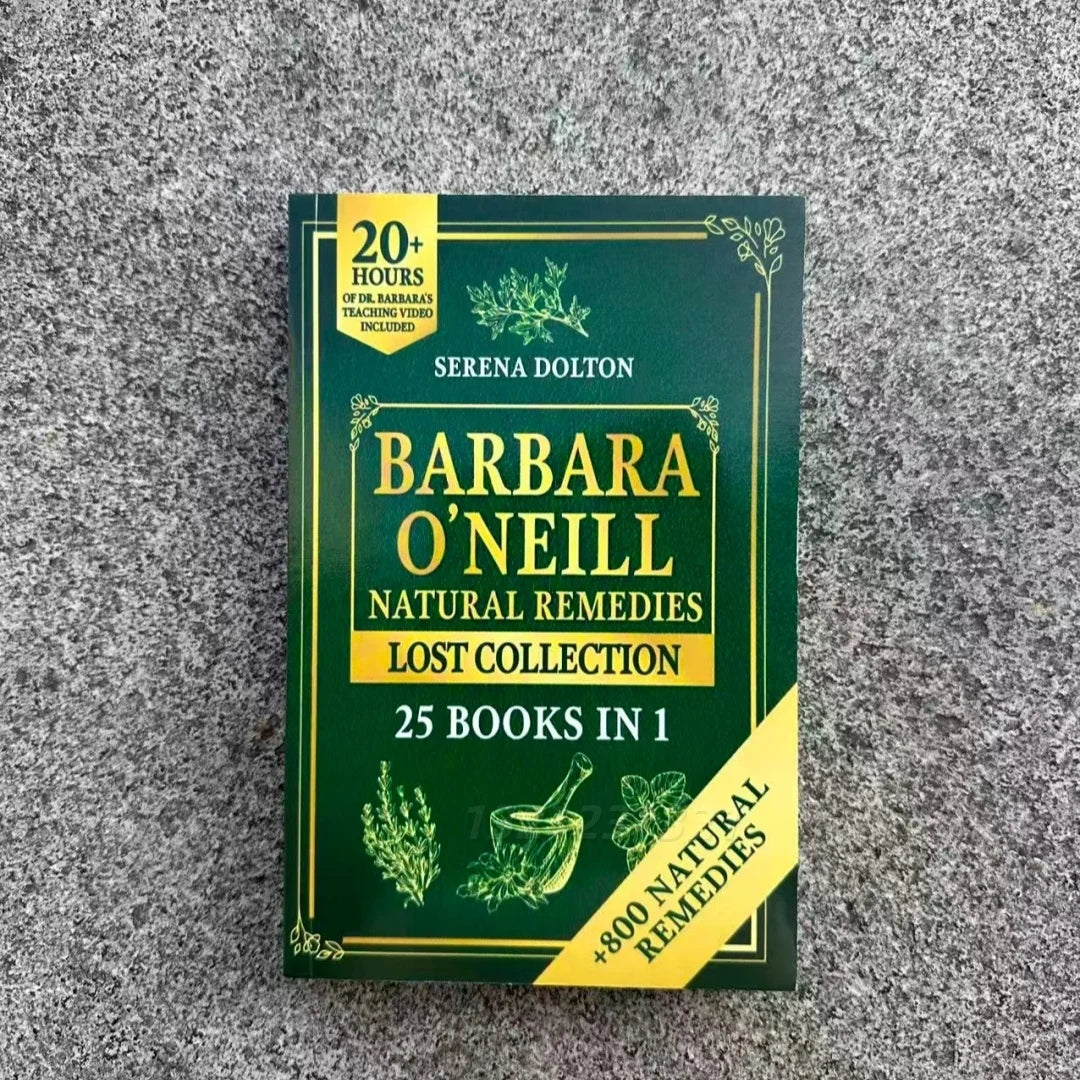 20+
HOURS
OF DR. BARBARA'S
TEACHING VIDEO
INCLUDED
SERENA DOLTON
BARBARA
O'NEILL
NATURAL REMEDIES
LOST COLLECTION
25 BOOKS IN 1
+800 NATURAL
REMEDIES